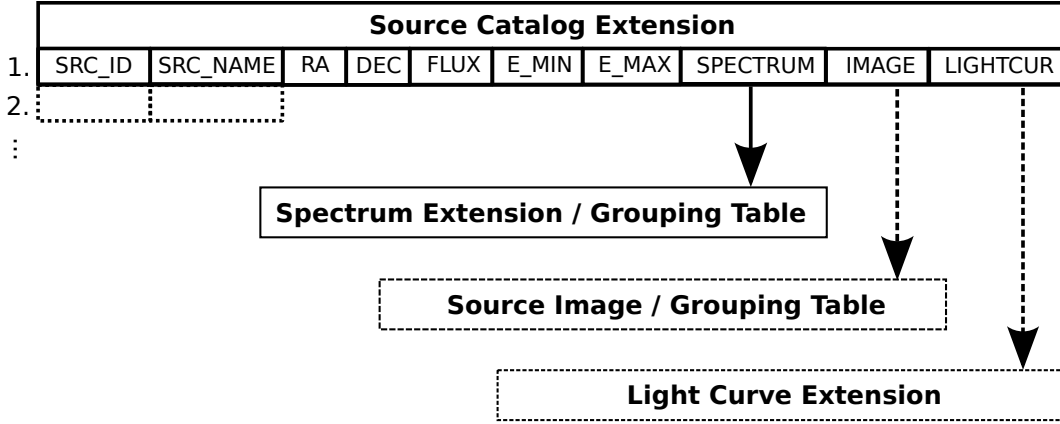 Source Catalog Extension
1. SRC_ID SRC_NAME RA DEC FLUX E_MIN E_MAX SPECTRUM IMAGE LIGHTCUR
2.
⋮
Spectrum Extension / Grouping Table
Source Image / Grouping Table
Light Curve Extension